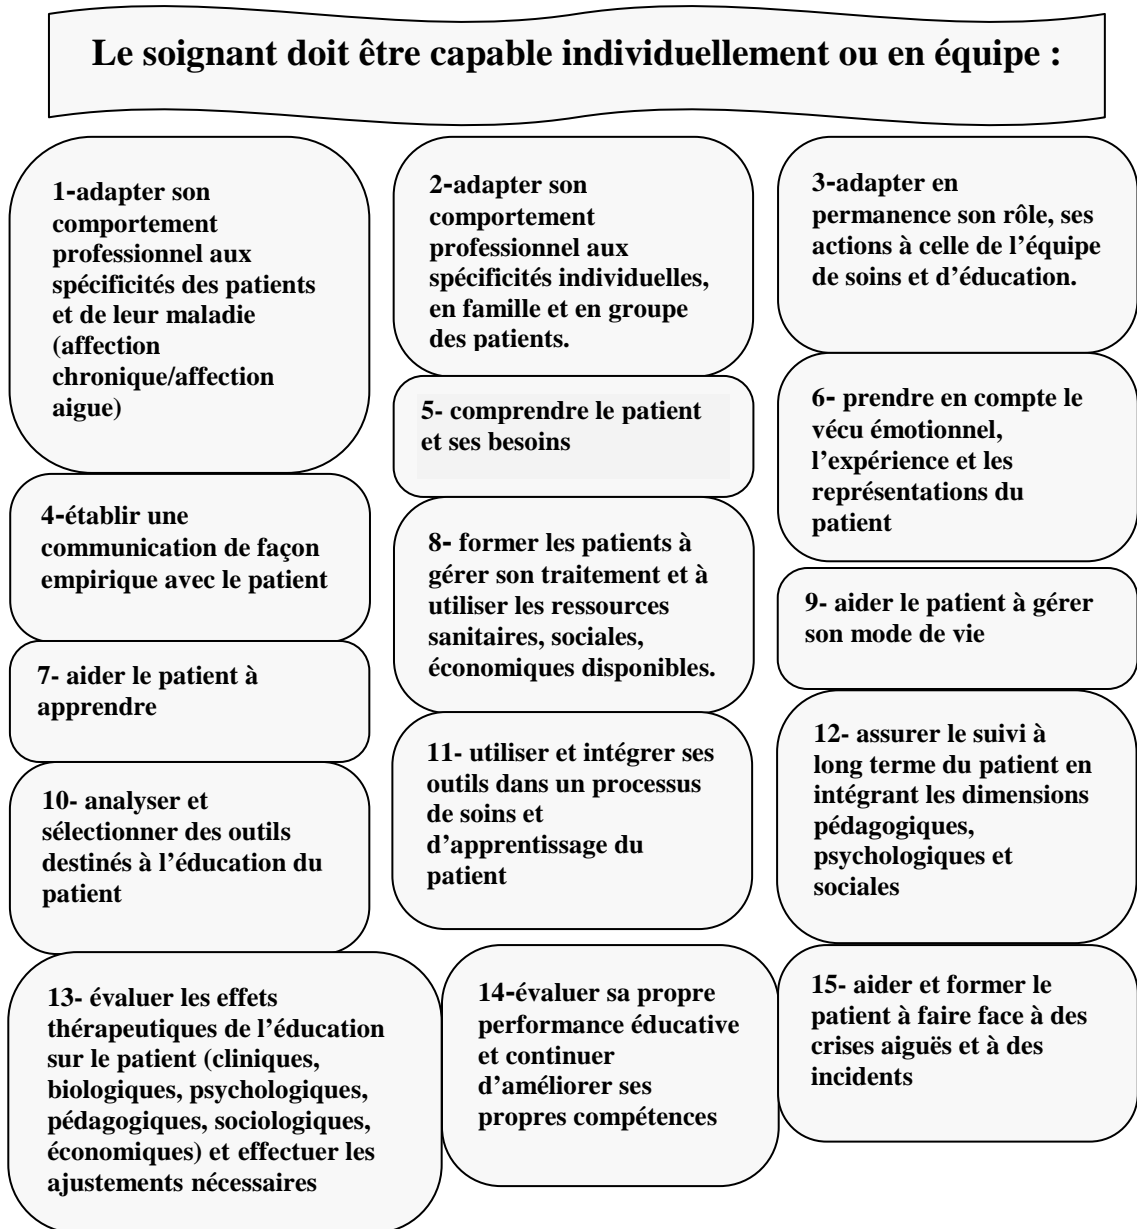 Le soignant doit être capable individuellement ou en équipe :
1-adapter son
comportement
professionnel aux
spécificités des patients
et de leur maladie
(affection
chronique/affection
aigue)
2-adapter son
comportement
professionnel aux
spécificités individuelles,
en famille et en groupe
des patients.
3-adapter en
permanence son rôle, ses
actions à celle de l’équipe
de soins et d’éducation.
4-établir une
communication de façon
empirique avec le patient
5- comprendre le patient
et ses besoins
6- prendre en compte le
vécu émotionnel,
l’expérience et les
représentations du
patient
7- aider le patient à
apprendre
8- former les patients à
gérer son traitement et à
utiliser les ressources
sanitaires, sociales,
économiques disponibles.
9- aider le patient à gérer
son mode de vie
10- analyser et
sélectionner des outils
destinés à l’éducation du
patient
11- utiliser et intégrer ses
outils dans un processus
de soins et
d’apprentissage du
patient
12- assurer le suivi à
long terme du patient en
intégrant les dimensions
pédagogiques,
psychologiques et
sociales
13- évaluer les effets
thérapeutiques de l’éducation
sur le patient (cliniques,
biologiques, psychologiques,
pédagogiques, sociologiques,
économiques) et effectuer les
ajustements nécessaires
14-évaluer sa propre
performance éducative
et continuer
d’améliorer ses
propres compétences
15- aider et former le
patient à faire face à des
crises aiguës et à des
incidents